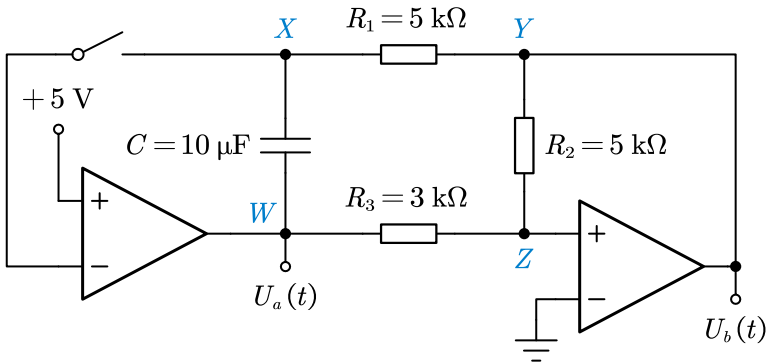 R₁ = 5 kΩ
X
Y
+ 5 V
C = 10 µF
R₂ = 5 kΩ
R₃ = 3 kΩ
W
+
−
Z
+
−
Uₐ(t)
U_b(t)